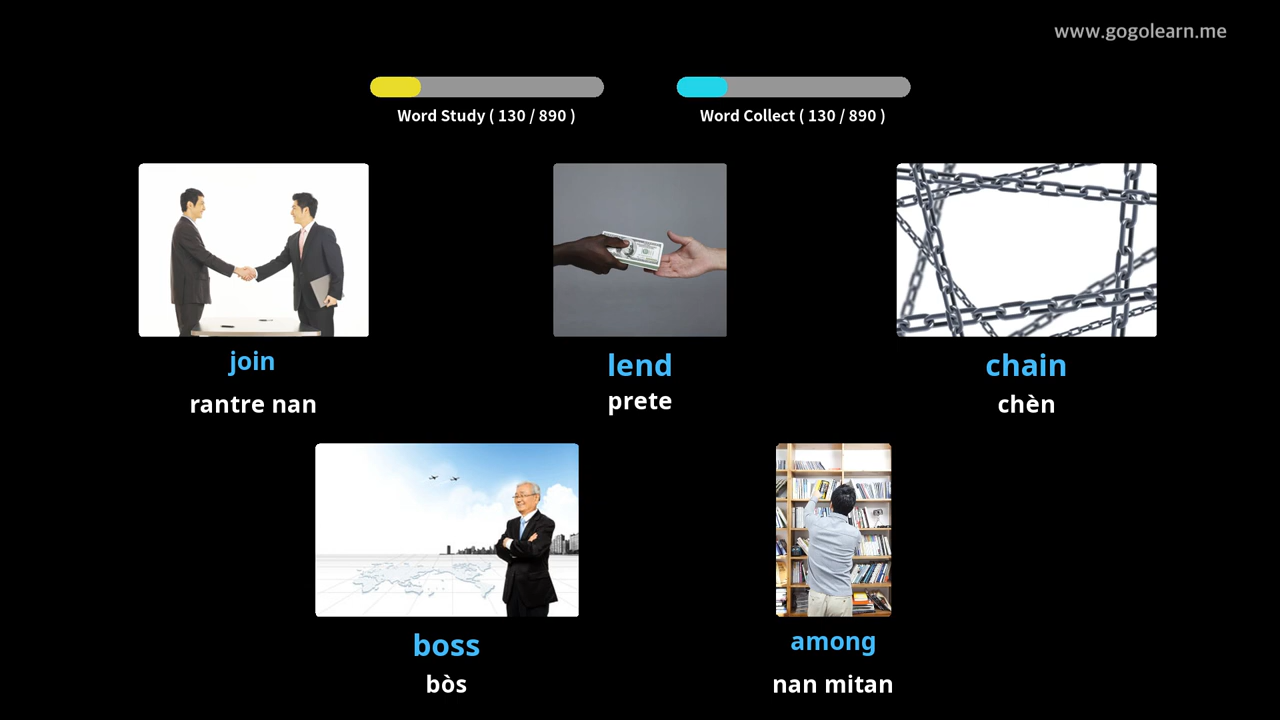 www.gogolearn.me
Word Study ( 130 / 890 )
Word Collect ( 130 / 890 )
join
rantre nan
lend
prete
chain
chèn
boss
bòs
among
nan mitan